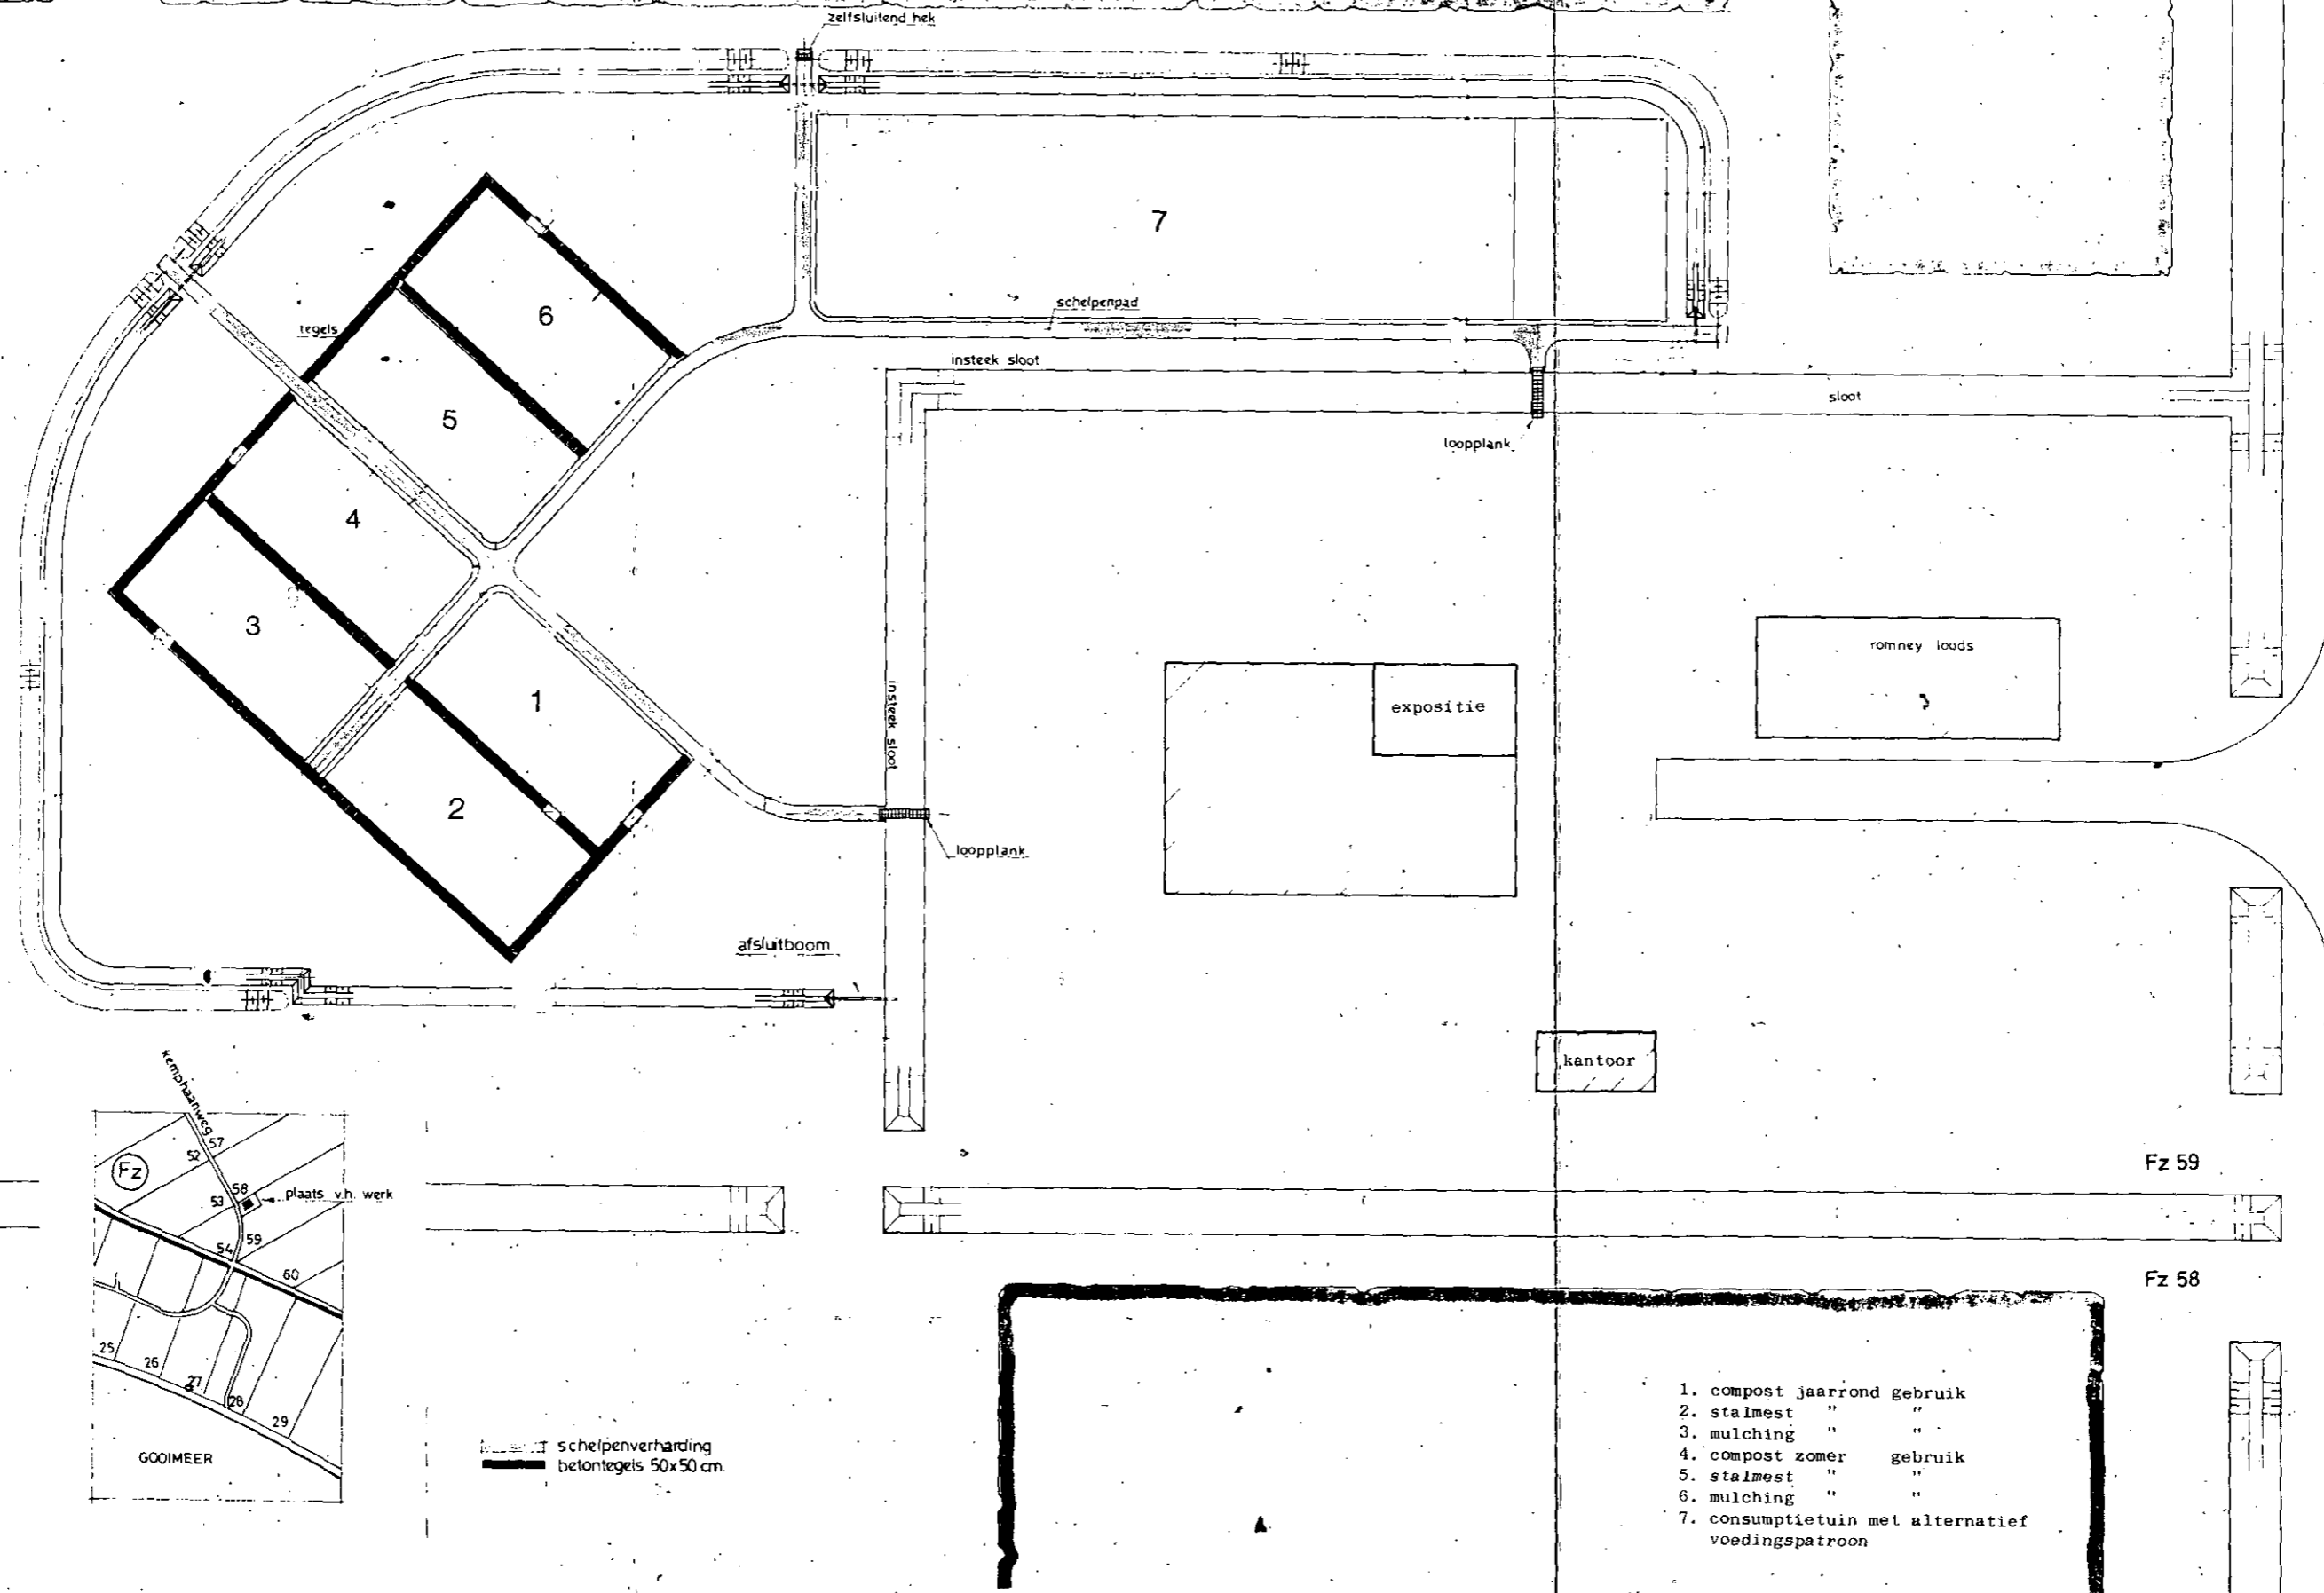 zelfsluitend hek
7
6
schelpenpad
tegels
insteek sloot
5
sloot
loopplank
4
3
romney loods
1
insteek sloot
expositie
2
loopplank
afsluitboom
kantoor
kemphaanweg
57
52
Fz
58
53
plaats v.h. werk
59
54
60
25
26
27
28
29
GOOIMEER
Fz 59
Fz 58
schelpenverharding
betontegels 50x50 cm.
1. compost jaarrond gebruik
2. stalmest " "
3. mulching " "
4. compost zomer gebruik
5. stalmest " "
6. mulching " "
7. consumptietuin met alternatief
voedingspatroon